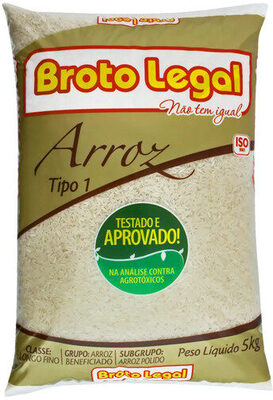 Broto Legal
Não tem igual
Arroz
ISO
9001
Tipo 1
TESTADO E
APROVADO!
NA ANÁLISE CONTRA
AGROTÓXICOS
CLASSE:
LONGO FINO
GRUPO: ARROZ
BENEFICIADO
SUBGRUPO:
ARROZ POLIDO
Peso Líquido 5kg
Broto Legal